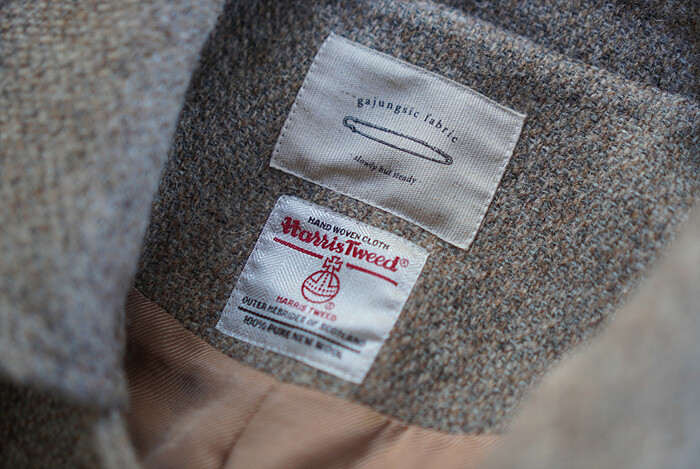 gajungsic fabric
slowly but steady
HAND WOVEN CLOTH
Harris Tweed®
®
HARRIS TWEED
OUTER HEBRIDES OF SCOTLAND
100% PURE NEW WOOL